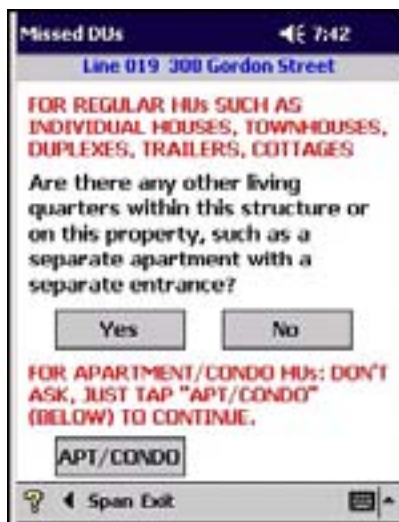 Missed DUs 7:42
Line 019 300 Gordon Street
FOR REGULAR HUs SUCH AS
INDIVIDUAL HOUSES, TOWNHOUSES,
DUPLEXES, TRAILERS, COTTAGES
Are there any other living
quarters within this structure or
on this property, such as a
separate apartment with a
separate entrance?
Yes No
FOR APARTMENT/CONDO HUs: DON'T
ASK, JUST TAP "APT/CONDO"
(BELOW) TO CONTINUE.
APT/CONDO
Span Exit